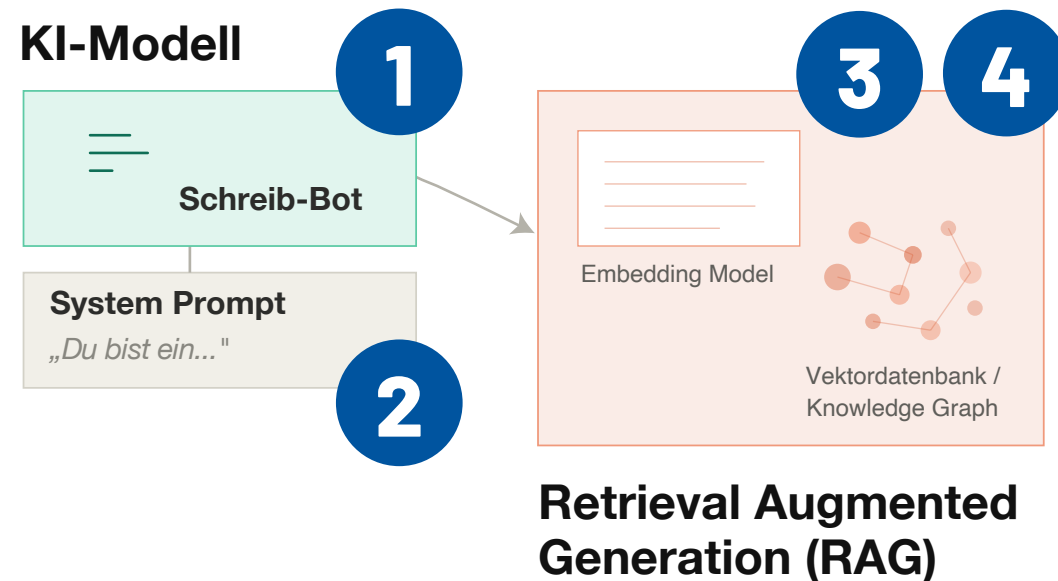 KI-Modell
1
Schreib-Bot
System Prompt
„Du bist ein..."
2
3
4
Embedding Model
Vektordatenbank /
Knowledge Graph
Retrieval Augmented
Generation (RAG)